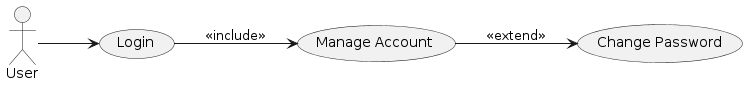 User
Login
«include»
Manage Account
«extend»
Change Password